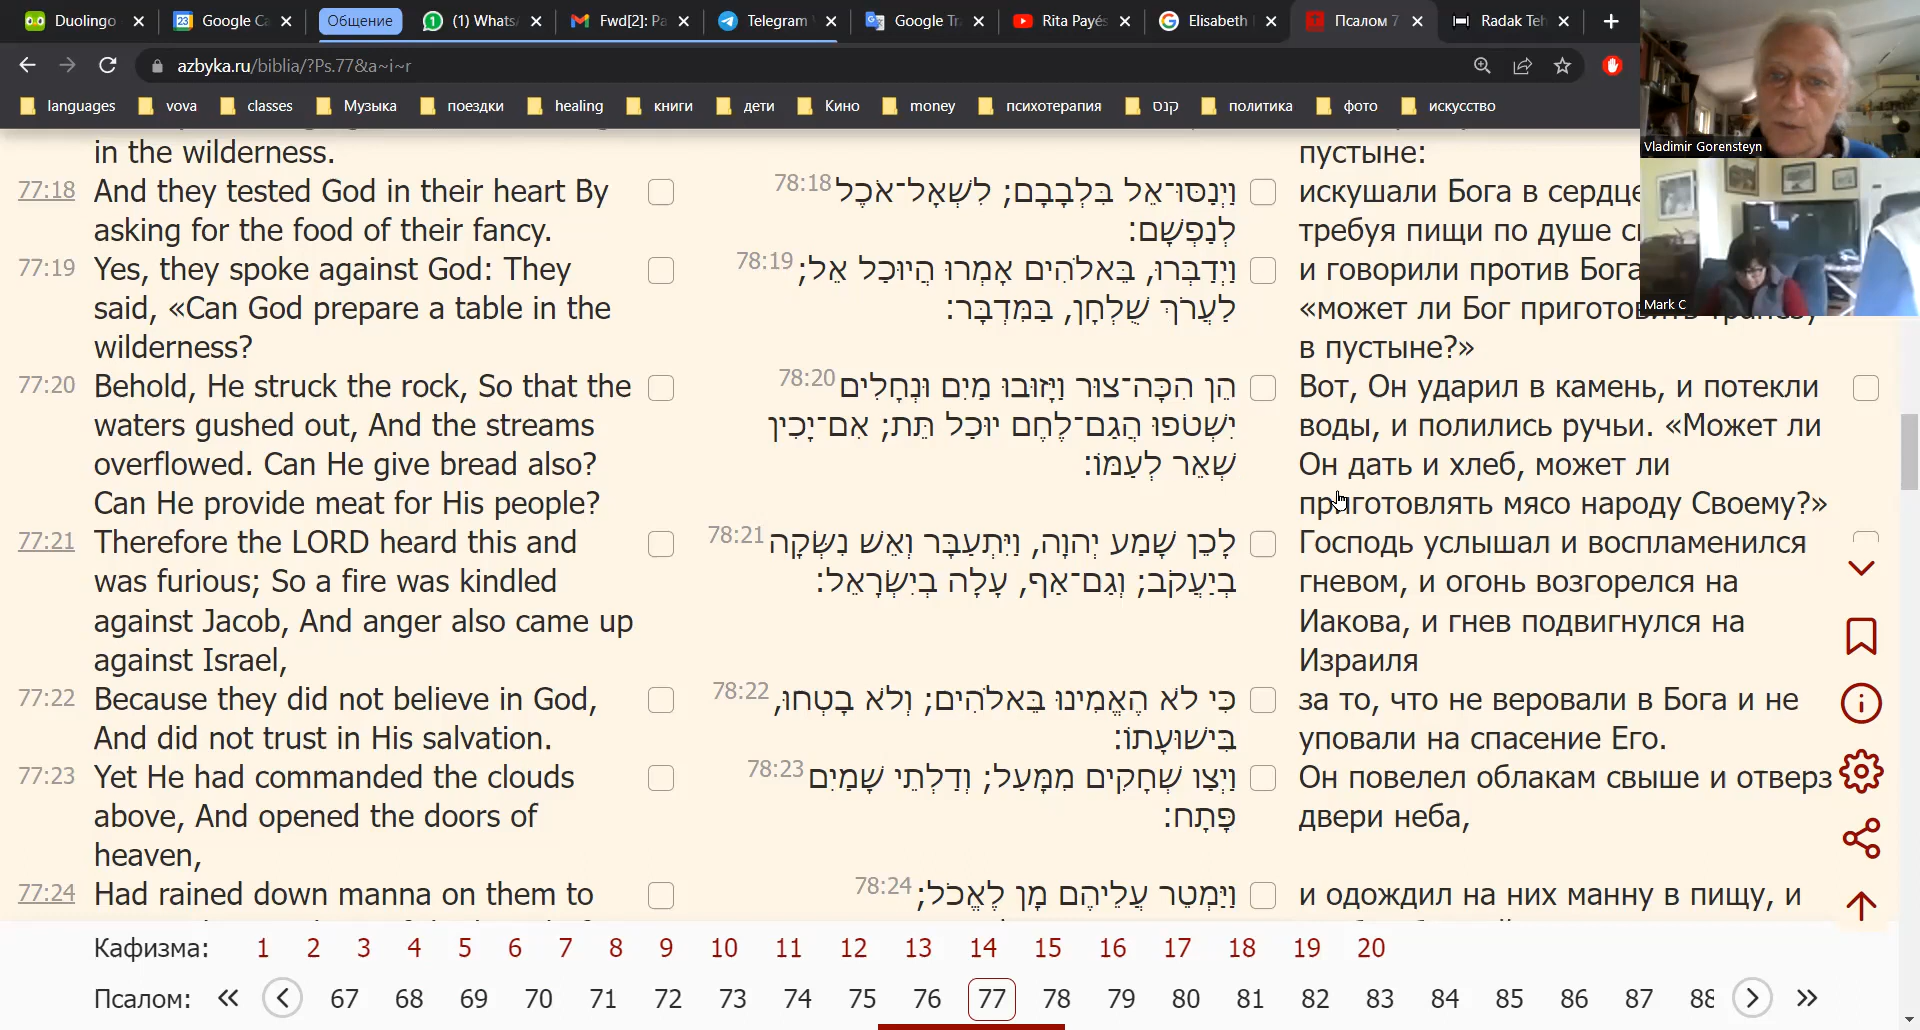 Duolingo
Google Ca
Общение
(1) Whats
Fwd[2]: Pa
Telegram
Google Tr
Rita Payés
Elisabeth
Псалом 7
Radak Teh
azbyka.ru/biblia/?Ps.77&a~i~r
languages
vova
classes
Музыка
поездки
healing
книги
дети
Кино
money
психотерапия
קנס
политика
фото
искусство
Vladimir Gorensteyn
Mark C
in the wilderness.
77:18 And they tested God in their heart By
asking for the food of their fancy.
77:19 Yes, they spoke against God: They
said, «Can God prepare a table in the
wilderness?
77:20 Behold, He struck the rock, So that the
waters gushed out, And the streams
overflowed. Can He give bread also?
Can He provide meat for His people?
77:21 Therefore the LORD heard this and
was furious; So a fire was kindled
against Jacob, And anger also came up
against Israel,
77:22 Because they did not believe in God,
And did not trust in His salvation.
77:23 Yet He had commanded the clouds
above, And opened the doors of
heaven,
77:24 Had rained down manna on them to
78:18 וַיְנַסּוּ־אֵל בִּלְבָבָם; לִשְׁאָל־אֹכֶל
לְנַפְשָׁם:
78:19 וַיְדַבְּרוּ, בֵּאלֹהִים אָמְרוּ הֲיוּכַל אֵל;
לַעֲרֹךְ שֻׁלְחָן, בַּמִּדְבָּר:
78:20 הֵן הִכָּה־צוּר וַיָּזוּבוּ מַיִם וּנְחָלִים
יִשְׁטֹפוּ הֲגַם־לֶחֶם יוּכַל תֵּת; אִם־יָכִין
שְׁאֵר לְעַמּוֹ:
78:21 לָכֵן שָׁמַע יְהוָה, וַיִּתְעַבָּר וְאֵשׁ נִשְּׂקָה
בְיַעֲקֹב; וְגַם־אַף, עָלָה בְיִשְׂרָאֵל:
78:22 כִּי לֹא הֶאֱמִינוּ בֵּאלֹהִים; וְלֹא בָטְחוּ,
בִּישׁוּעָתוֹ:
78:23 וַיְצַו שְׁחָקִים מִמָּעַל; וְדַלְתֵי שָׁמַיִם
פָּתָח:
78:24 וַיַּמְטֵר עֲלֵיהֶם מָן לֶאֱכֹל;
пустыне:
искушали Бога в сердце
требуя пищи по душе с
и говорили против Бога
«может ли Бог приготовить трапезу
в пустыне?»
Вот, Он ударил в камень, и потекли
воды, и полились ручьи. «Может ли
Он дать и хлеб, может ли
приготовлять мясо народу Своему?»
Господь услышал и воспламенился
гневом, и огонь возгорелся на
Иакова, и гнев подвигнулся на
Израиля
за то, что не веровали в Бога и не
уповали на спасение Его.
Он повелел облакам свыше и отверз
двери неба,
и одождил на них манну в пищу, и
Кафизма: 1 2 3 4 5 6 7 8 9 10 11 12 13 14 15 16 17 18 19 20
Псалом: « 67 68 69 70 71 72 73 74 75 76 77 78 79 80 81 82 83 84 85 86 87 88 »